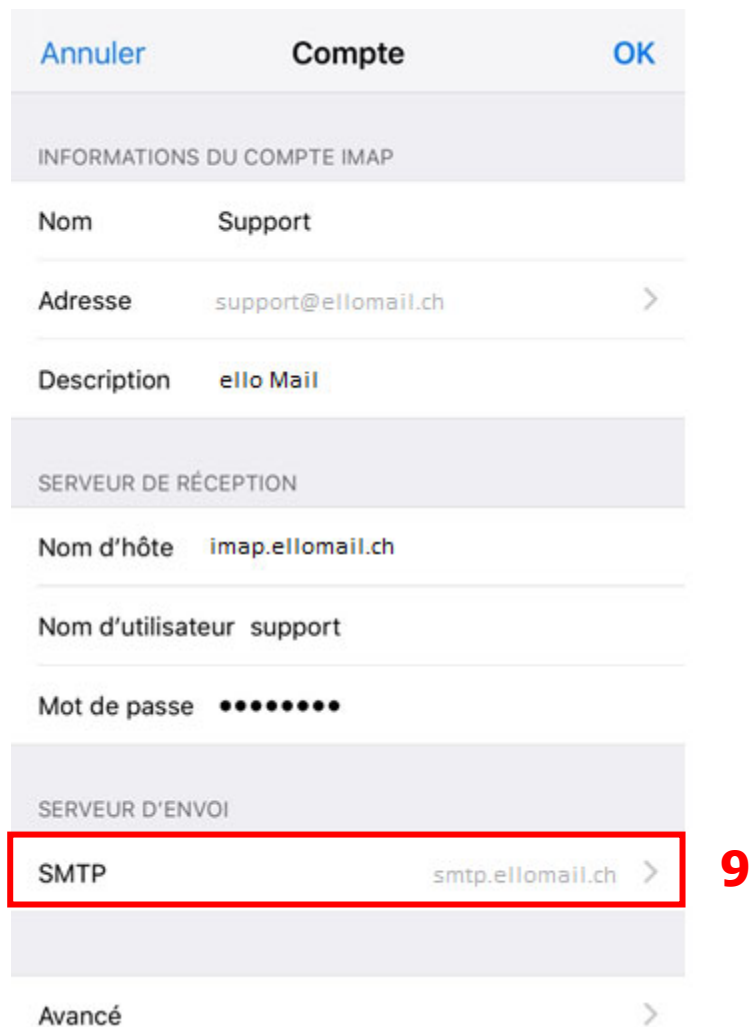 Annuler Compte OK
INFORMATIONS DU COMPTE IMAP
Nom Support
Adresse support@ellomail.ch
Description ello Mail
SERVEUR DE RÉCEPTION
Nom d'hôte imap.ellomail.ch
Nom d'utilisateur support
Mot de passe ••••••••
SERVEUR D'ENVOI
SMTP smtp.ellomail.ch 9
Avancé